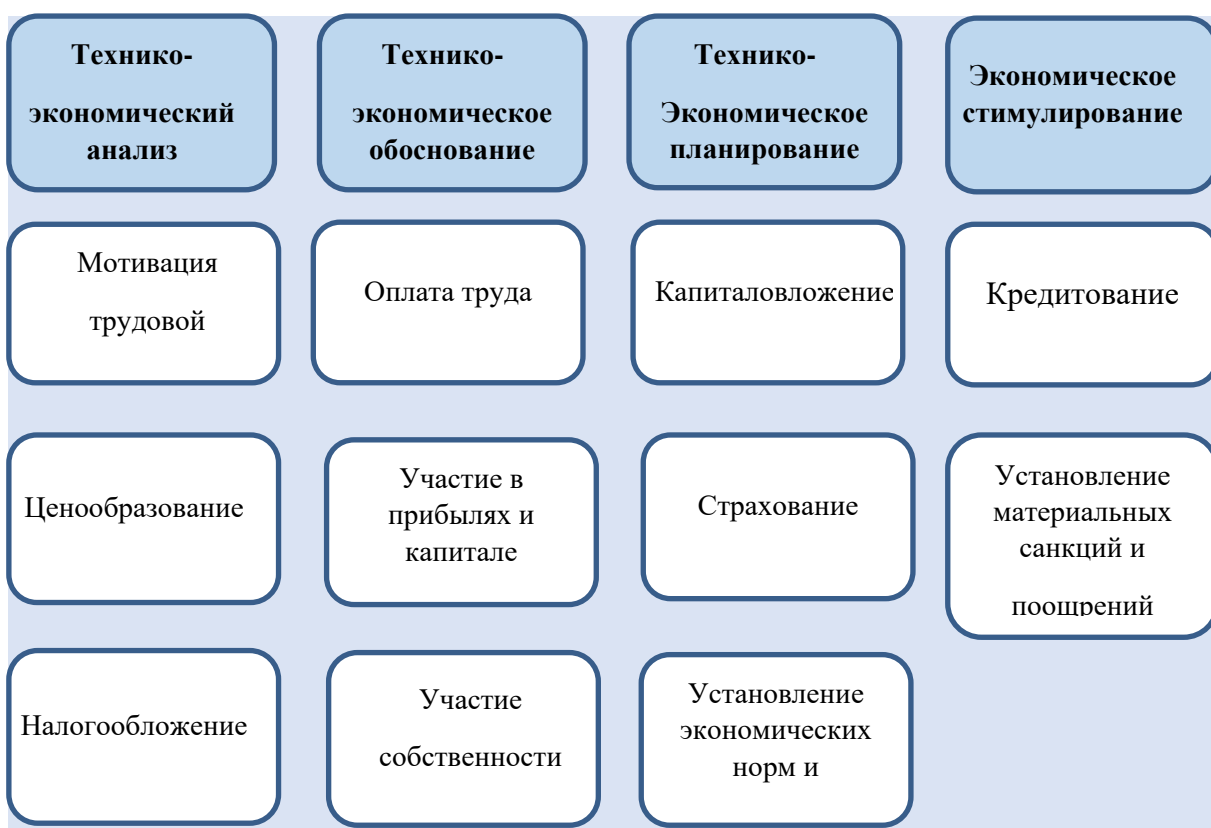 Технико-
экономический
анализ
Технико-
экономическое
обоснование
Технико-
Экономическое
планирование
Экономическое
стимулирование
Мотивация
трудовой
Оплата труда
Капиталовложение
Кредитование
Ценообразование
Участие в
прибылях и
капитале
Страхование
Установление
материальных
санкций и
поощрений
Налогообложение
Участие
собственности
Установление
экономических
норм и